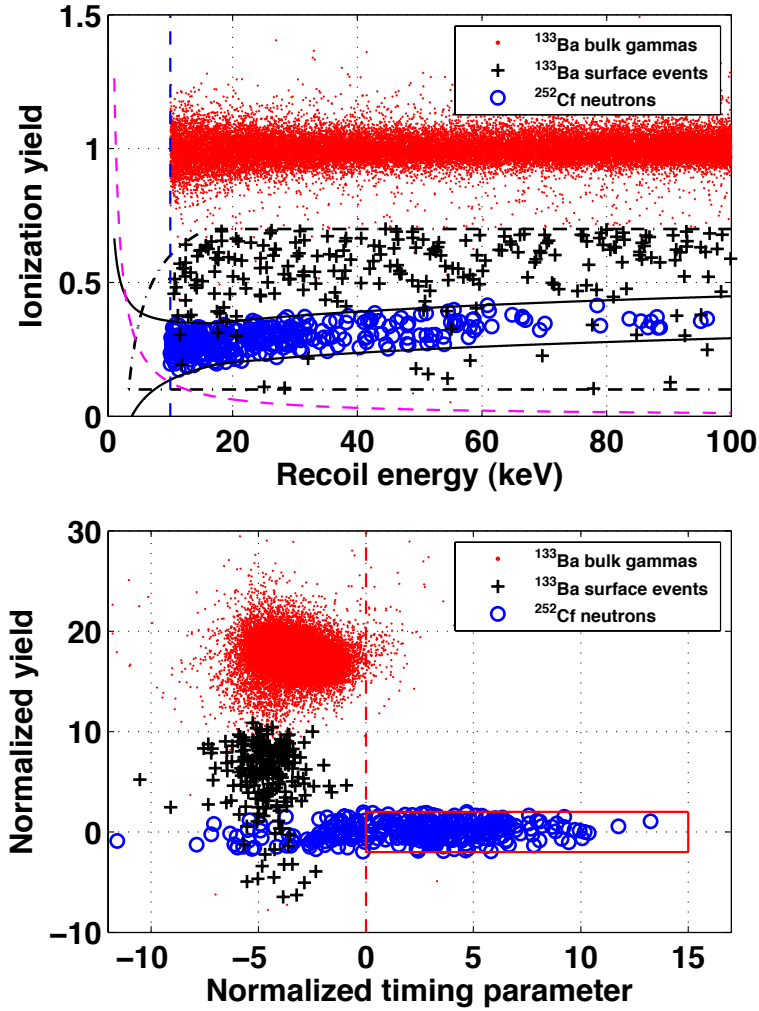 1.5
1
0.5
0
Ionization yield
¹³³Ba bulk gammas
¹³³Ba surface events
²⁵²Cf neutrons
0 20 40 60 80 100
Recoil energy (keV)
30
20
10
0
−10
Normalized yield
¹³³Ba bulk gammas
¹³³Ba surface events
²⁵²Cf neutrons
−10 −5 0 5 10 15
Normalized timing parameter